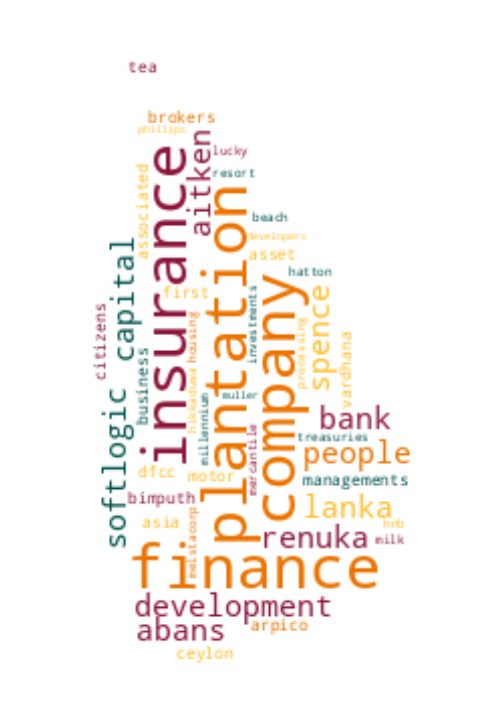 tea
brokers
phillips
aitken
lucky
insurance
associated
resort
plantation
beach
developers
capital
asset
hatton
company
first
spence
investments
citizens
housing
processing
vardhana
business
hikkaduwa
millennium
muller
softlogic
bank
mercantile
treasuries
people
dfcc
motor
managements
bimputh
lanka
asia
meistacorp
hnb
renuka
milk
finance
development
abans
arpico
ceylon